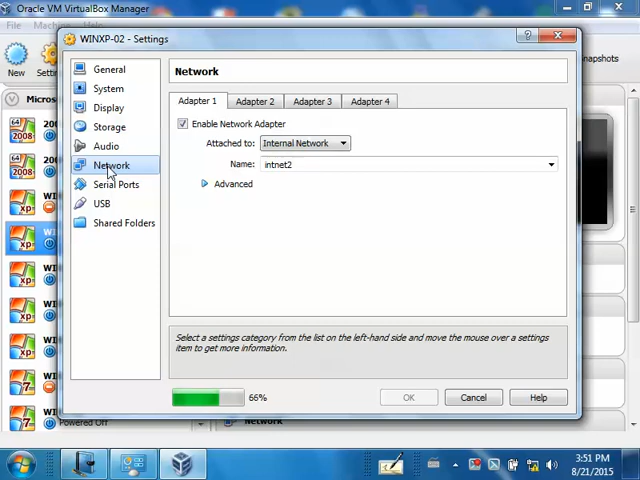 Oracle VM VirtualBox Manager
File Machine
WINXP-02 - Settings
New
Snapshots
General
System
Display
Storage
Audio
Network
Serial Ports
USB
Shared Folders
Network
Adapter 1 Adapter 2 Adapter 3 Adapter 4
Enable Network Adapter
Attached to: Internal Network
Name: intnet2
Advanced
Select a settings category from the list on the left-hand side and move the mouse over a settings
item to get more information.
66%
OK Cancel Help
Powered Off
Network
3:51 PM
8/21/2015